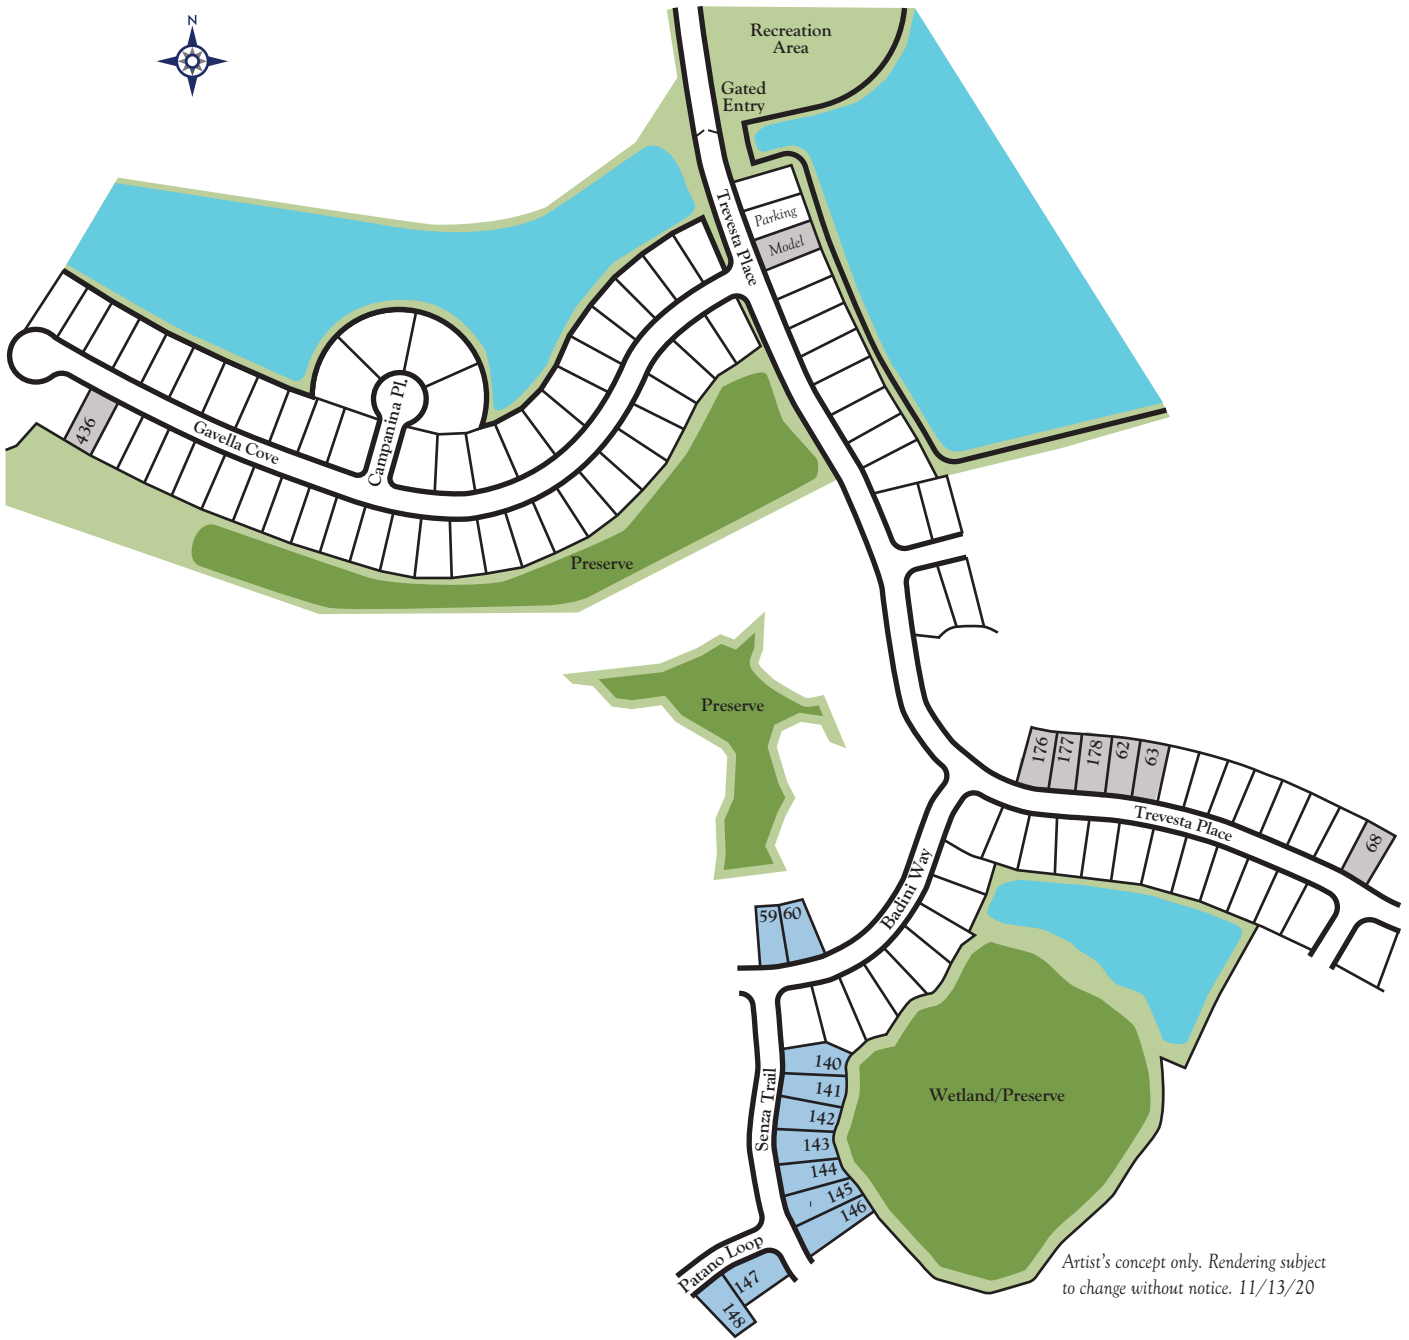 N
Recreation
Area
Gated
Entry
Trevesta Place
Parking
Model
436
Gavella Cove
Campanina Pl.
Preserve
Preserve
176
177
178
62
63
68
Trevesta Place
Badini Way
59
60
140
141
142
143
144
145
146
Senza Trail
Wetland/Preserve
Patano Loop
147
148
Artist's concept only. Rendering subject
to change without notice. 11/13/20